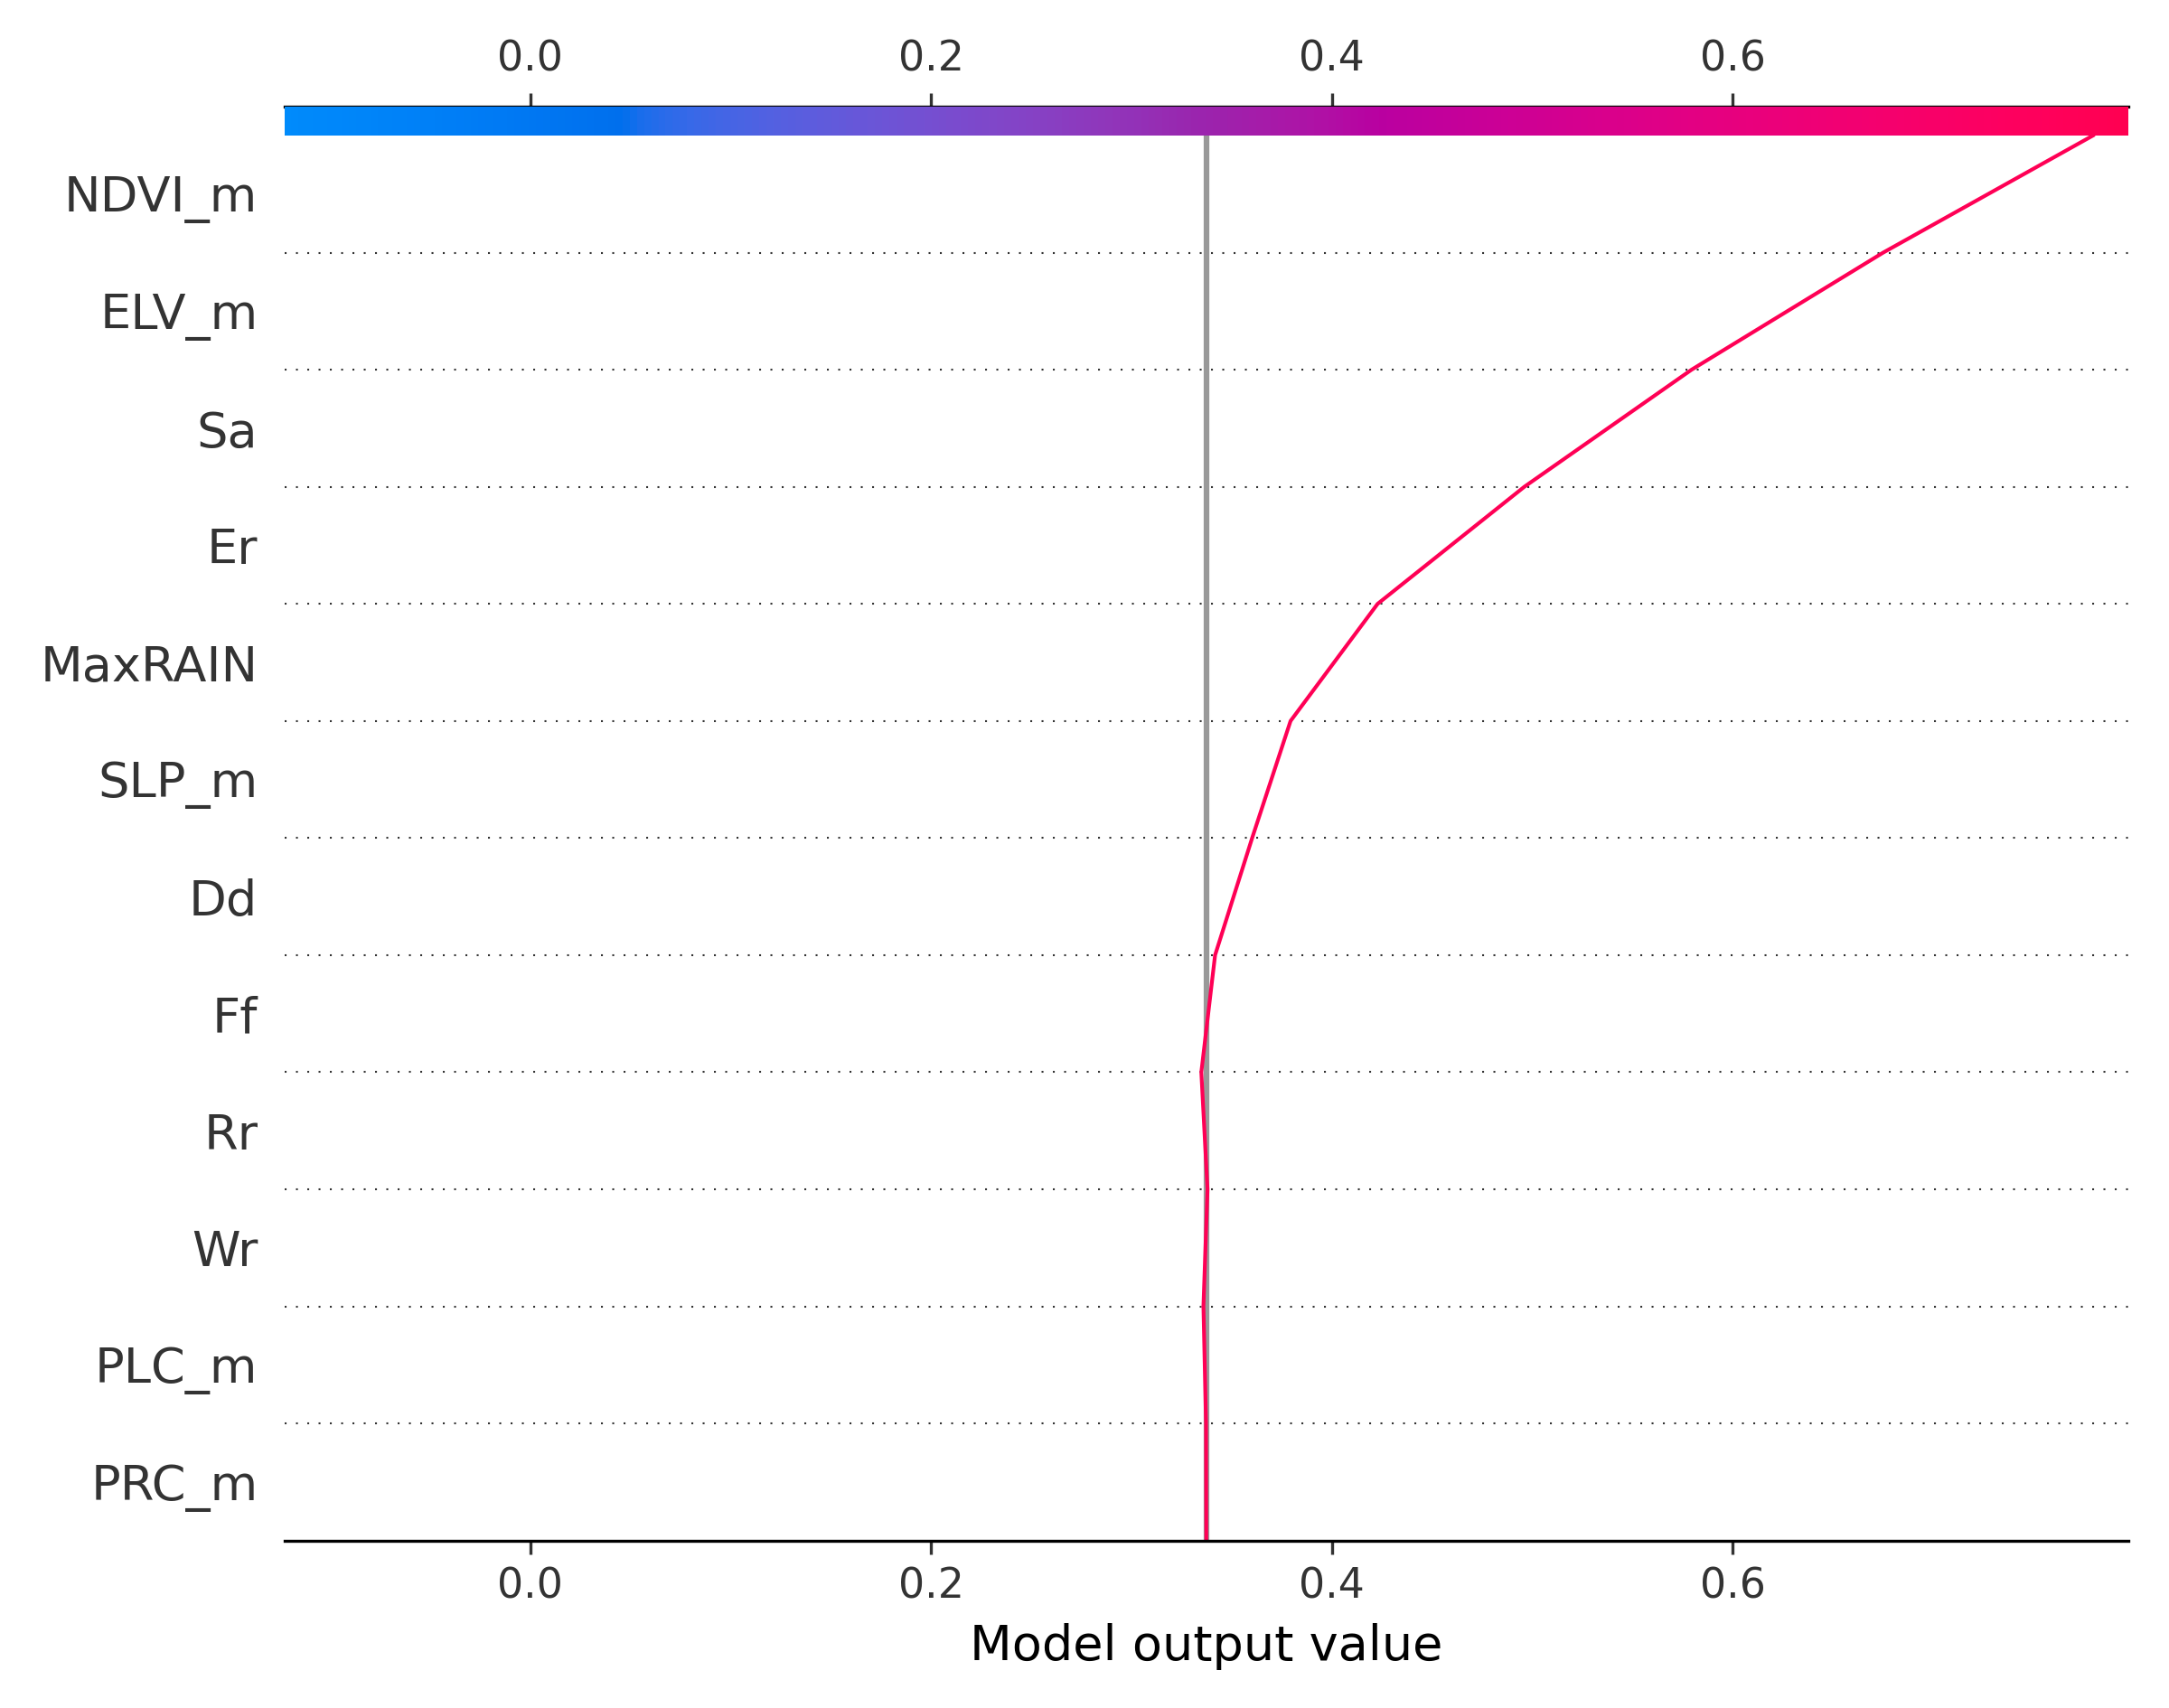 0.0 0.2 0.4 0.6
NDVI_m
ELV_m
Sa
Er
MaxRAIN
SLP_m
Dd
Ff
Rr
Wr
PLC_m
PRC_m
0.0 0.2 0.4 0.6
Model output value